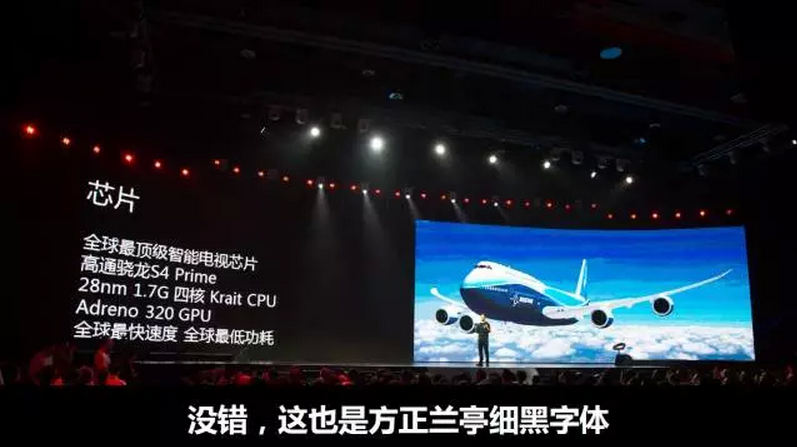 芯片
全球最顶级智能电视芯片
高通骁龙S4 Prime
28nm 1.7G 四核 Krait CPU
Adreno 320 GPU
全球最快速度 全球最低功耗
BOEING
没错，这也是方正兰亭细黑字体